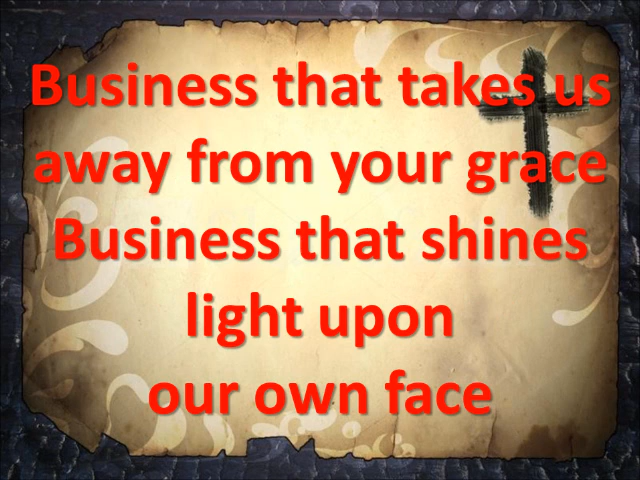 Business that takes us
away from your grace
Business that shines
light upon
our own face